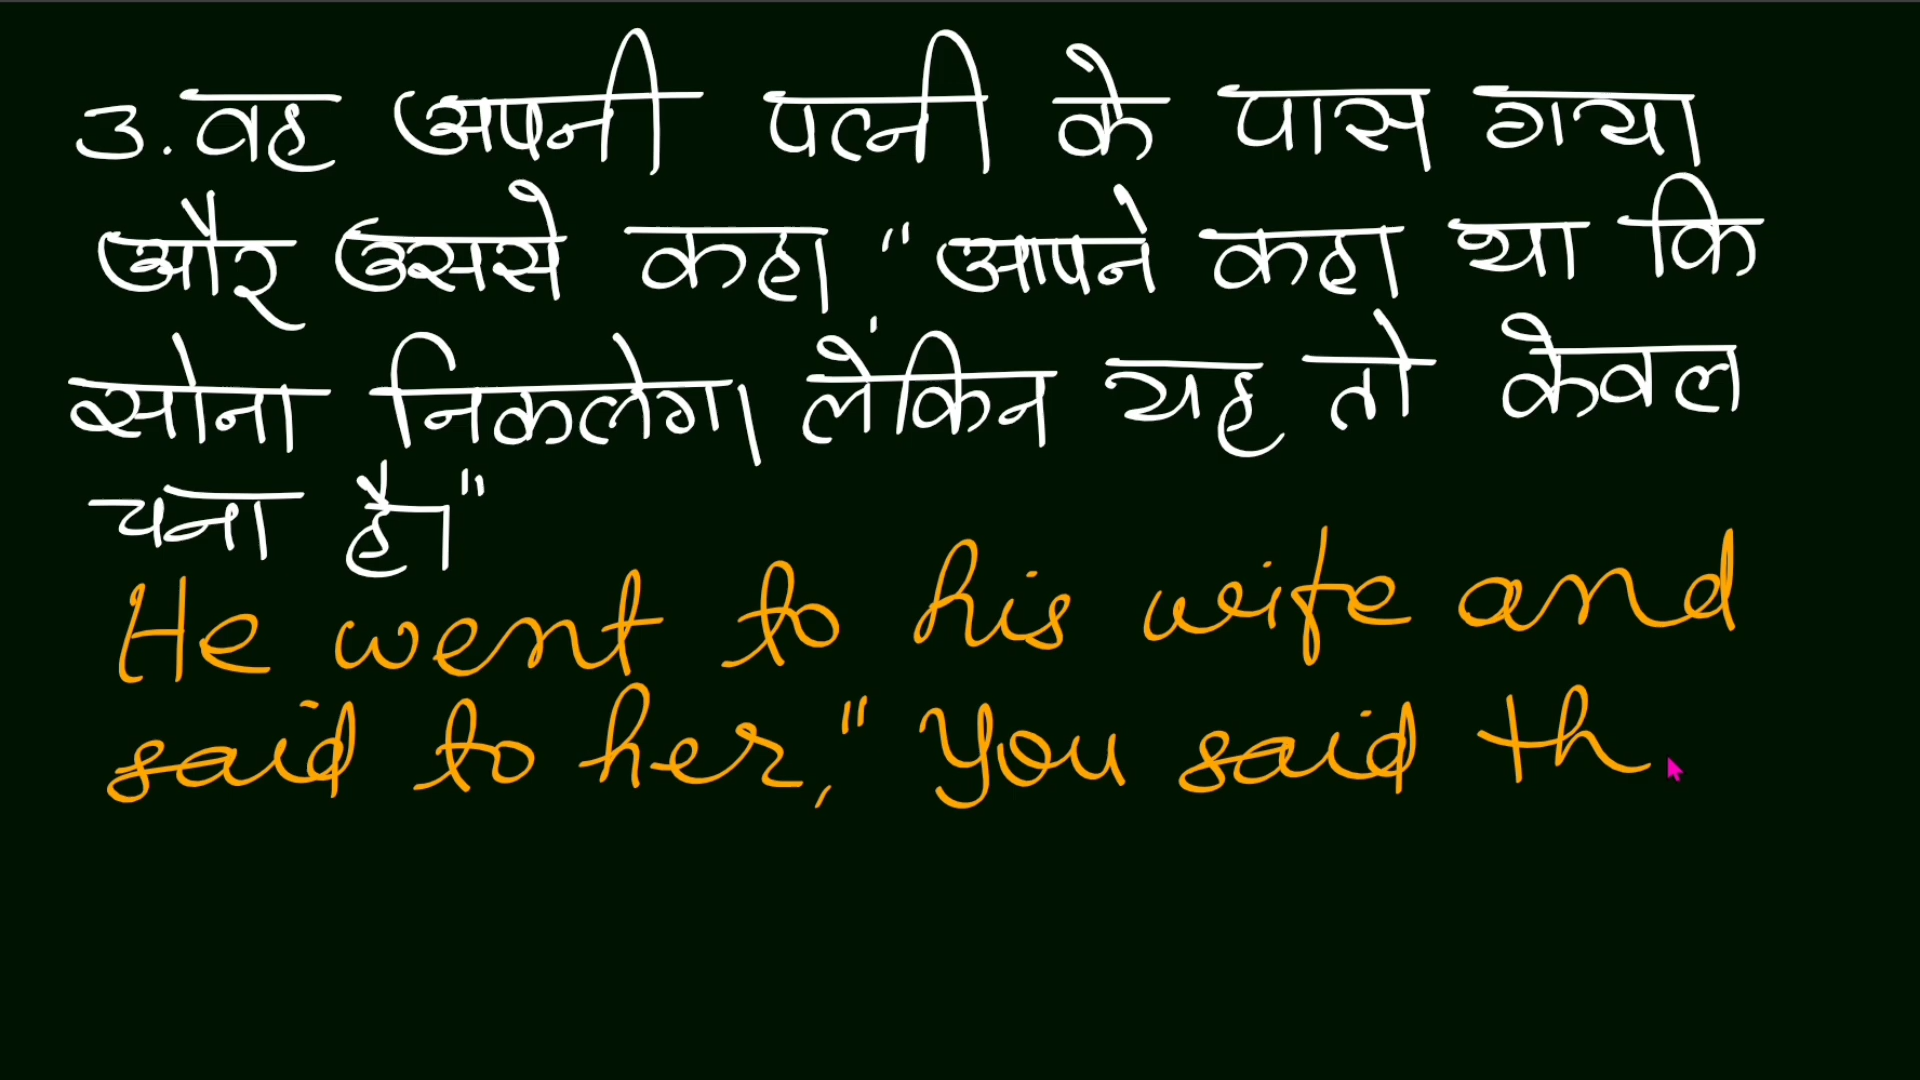 3. वह अपनी पत्नी के पास गया
और उससे कहा "आपने कहा था कि
सोना निकलेगा लेकिन यह तो केवल
चना है।"
He went to his wife and
said to her, "You said th